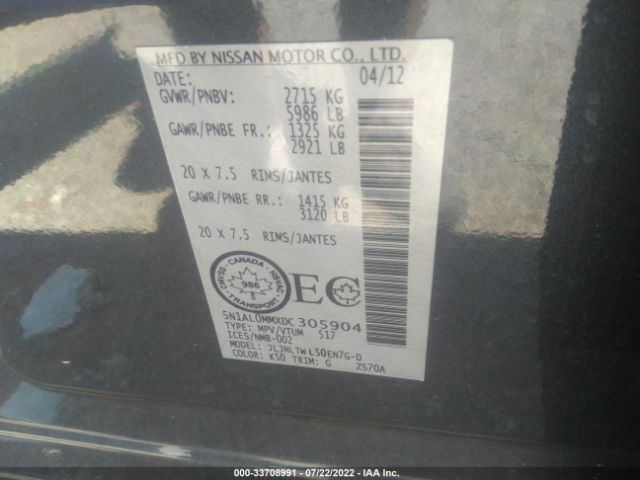 MFD BY NISSAN MOTOR CO., LTD.
DATE: 04/12
GVWR/PNBV: 2715 KG
5986 LB
GAWR/PNBE FR.: 1325 KG
2921 LB
20 X 7.5 RIMS/JANTES
GAWR/PNBE RR.: 1415 KG
3120 LB
20 X 7.5 RIMS/JANTES
CANADA
CMVSS NSVAC
986
TRANSPORT
EC
5N1AL0MMXDC305904
TYPE: MPV/VTUM S17
ICES/NMB-002
MODEL: JLJNLTWL50EN7G-D
COLOR: K50 TRIM: G ZS70A
000-33708991 - 07/22/2022 - IAA Inc.